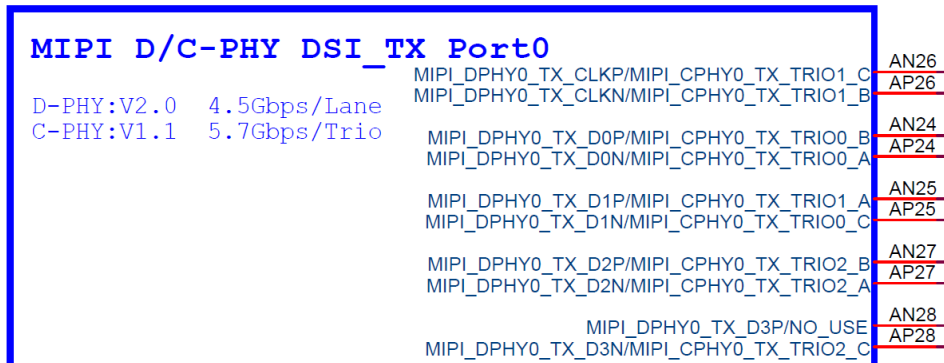 MIPI D/C-PHY DSI_TX Port0
D-PHY:V2.0 4.5Gbps/Lane
C-PHY:V1.1 5.7Gbps/Trio
MIPI_DPHY0_TX_CLKP/MIPI_CPHY0_TX_TRIO1_C AN26
MIPI_DPHY0_TX_CLKN/MIPI_CPHY0_TX_TRIO1_B AP26
MIPI_DPHY0_TX_D0P/MIPI_CPHY0_TX_TRIO0_B AN24
MIPI_DPHY0_TX_D0N/MIPI_CPHY0_TX_TRIO0_A AP24
MIPI_DPHY0_TX_D1P/MIPI_CPHY0_TX_TRIO1_A AN25
MIPI_DPHY0_TX_D1N/MIPI_CPHY0_TX_TRIO0_C AP25
MIPI_DPHY0_TX_D2P/MIPI_CPHY0_TX_TRIO2_B AN27
MIPI_DPHY0_TX_D2N/MIPI_CPHY0_TX_TRIO2_A AP27
MIPI_DPHY0_TX_D3P/NO_USE AN28
MIPI_DPHY0_TX_D3N/MIPI_CPHY0_TX_TRIO2_C AP28